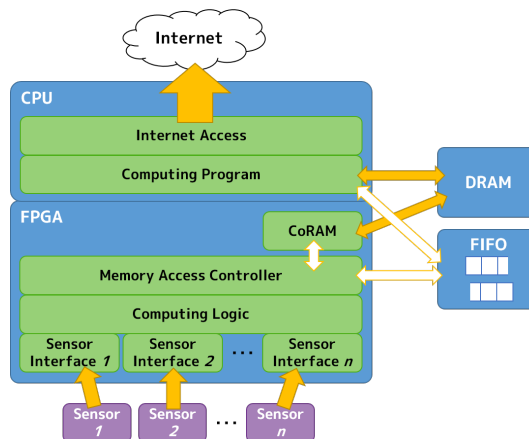 Internet
CPU
Internet Access
Computing Program
DRAM
FPGA
CoRAM
FIFO
Memory Access Controller
Computing Logic
Sensor
Interface 1
Sensor
Interface 2
...
Sensor
Interface n
Sensor
1
Sensor
2
...
Sensor
n